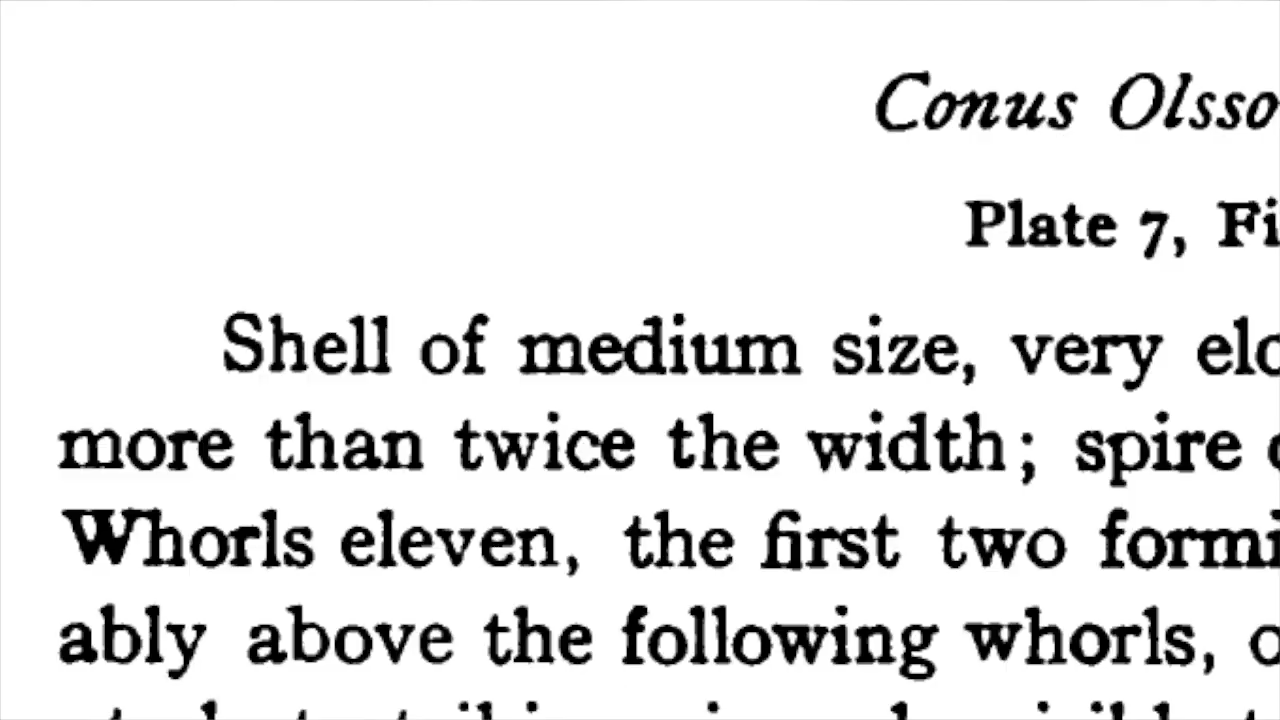 Conus Olsso
Plate 7, Fi
Shell of medium size, very elo
more than twice the width; spire
Whorls eleven, the first two formi
ably above the following whorls,